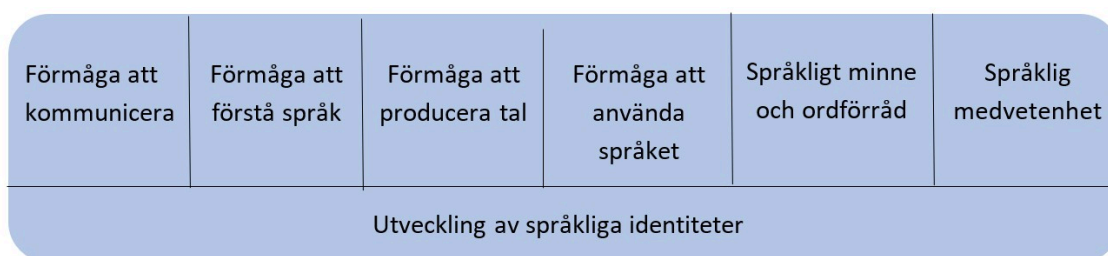 Förmåga att
kommunicera
Förmåga att
förstå språk
Förmåga att
producera tal
Förmåga att
använda
språket
Språkligt minne
och ordförråd
Språklig
medvetenhet
Utveckling av språkliga identiteter